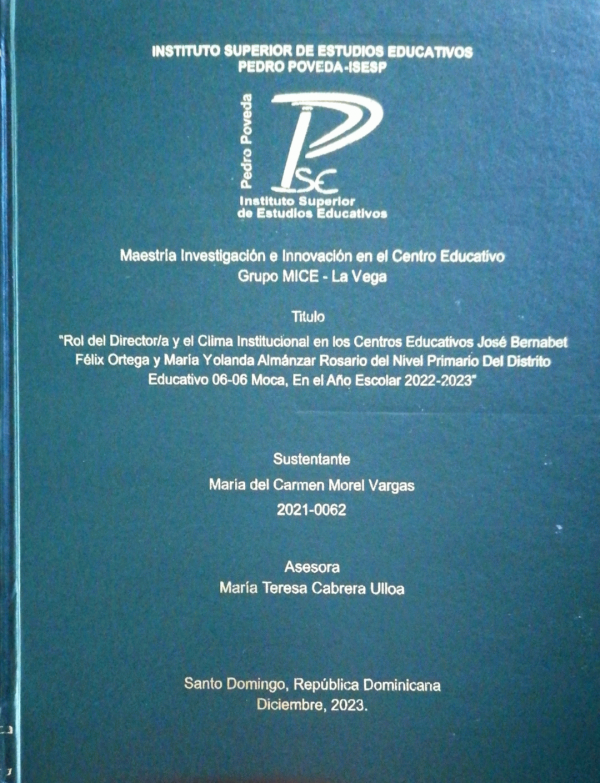 INSTITUTO SUPERIOR DE ESTUDIOS EDUCATIVOS
PEDRO POVEDA-ISESP
Pedro Poveda
P
ISE
Instituto Superior
de Estudios Educativos
Maestría Investigación e Innovación en el Centro Educativo
Grupo MICE - La Vega
Titulo
"Rol del Director/a y el Clima Institucional en los Centros Educativos José Bernabet
Félix Ortega y María Yolanda Almánzar Rosario del Nivel Primario Del Distrito
Educativo 06-06 Moca, En el Año Escolar 2022-2023"
Sustentante
Maria del Carmen Morel Vargas
2021-0062
Asesora
María Teresa Cabrera Ulloa
Santo Domingo, República Dominicana
Diciembre, 2023.